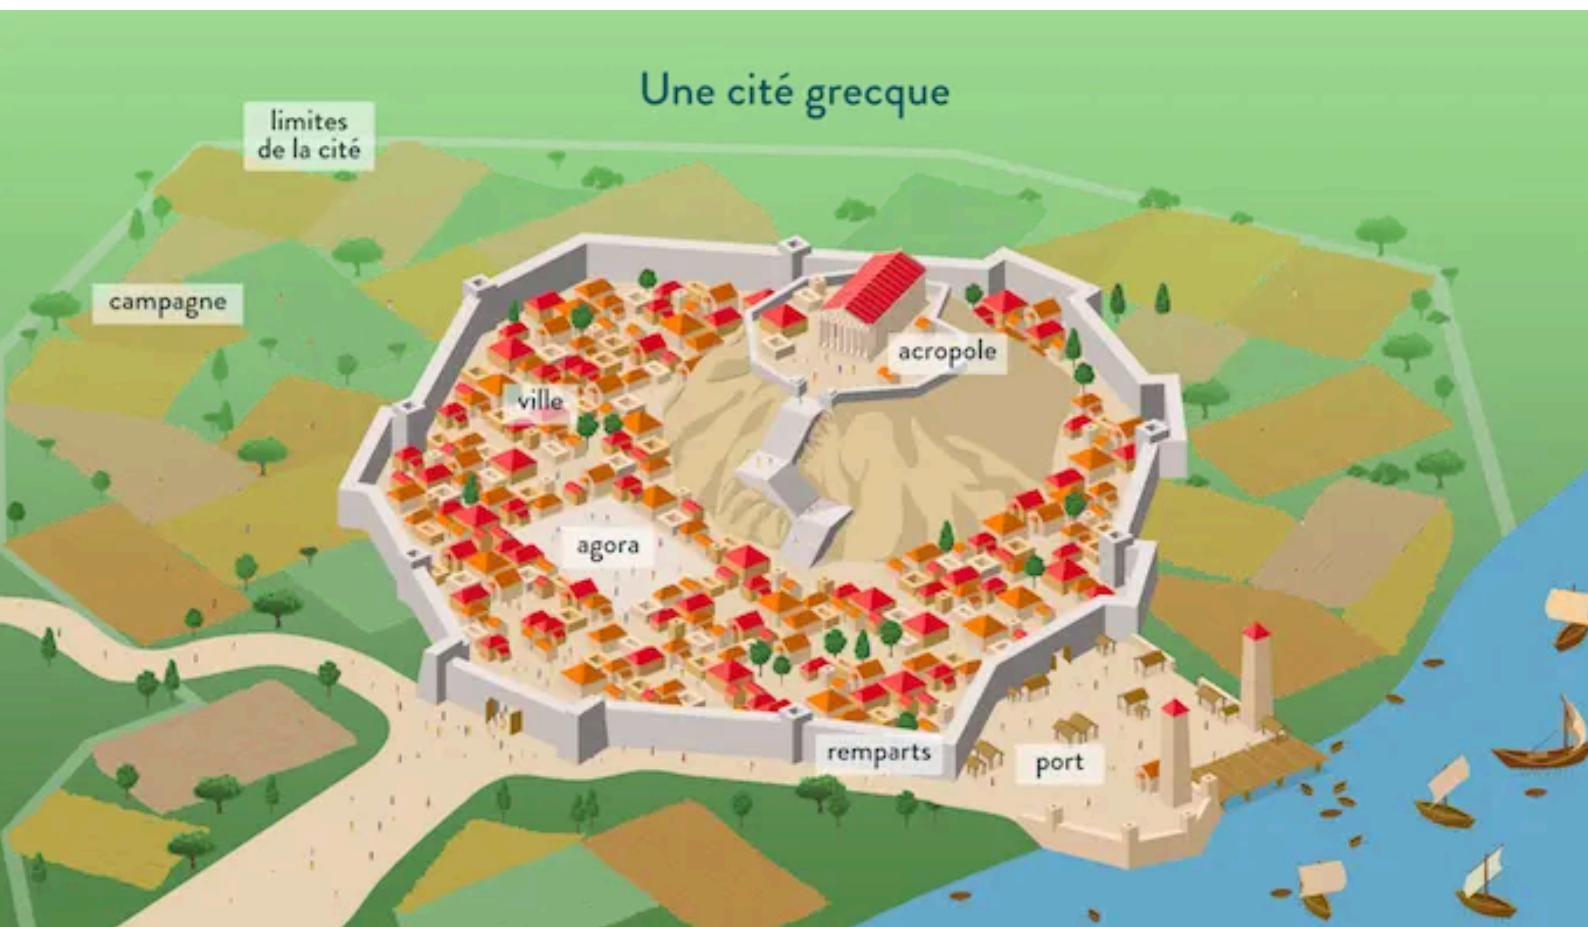 Une cité grecque
limites
de la cité
campagne
acropole
ville
agora
remparts
port